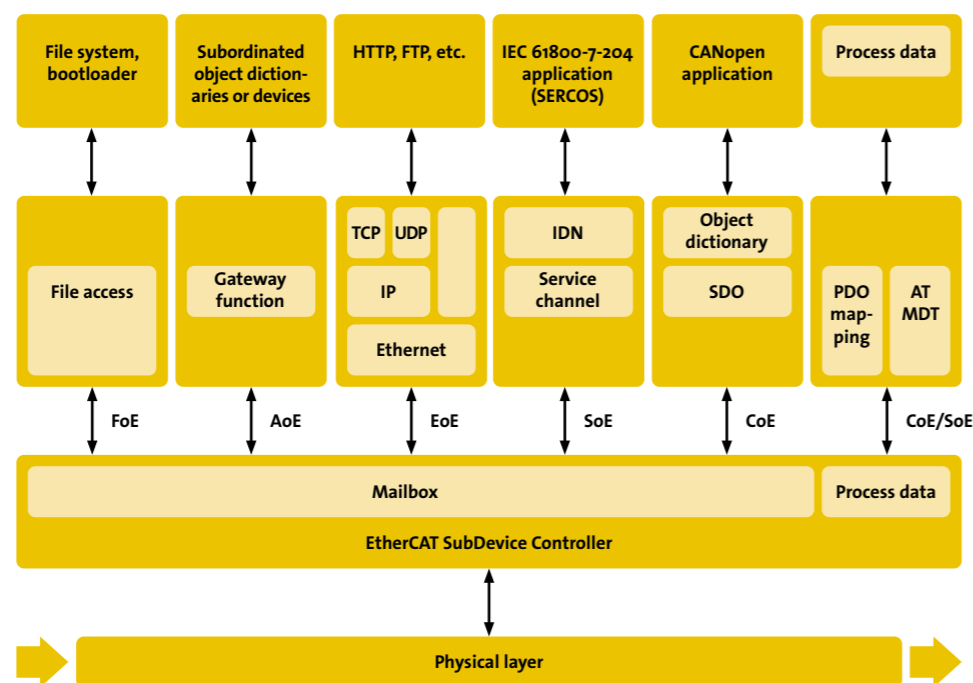 File system,
bootloader
Subordinated
object diction-
aries or devices
HTTP, FTP, etc.
IEC 61800-7-204
application
(SERCOS)
CANopen
application
Process data
File access
Gateway
function
TCP
UDP
IP
Ethernet
IDN
Service
channel
Object
dictionary
SDO
PDO
map-
ping
AT
MDT
FoE
AoE
EoE
SoE
CoE
CoE/SoE
Mailbox
Process data
EtherCAT SubDevice Controller
Physical layer